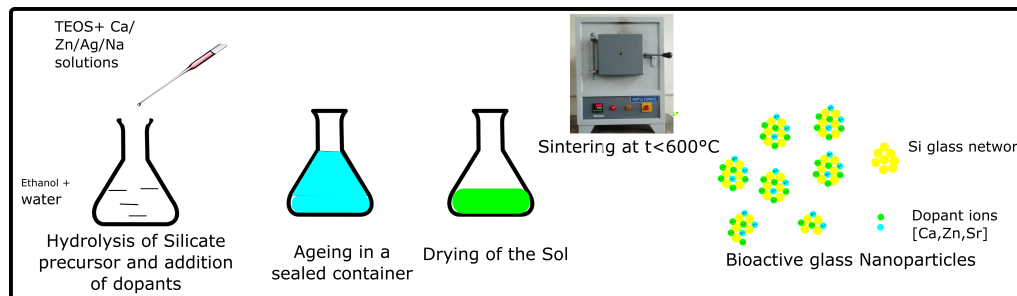 TEOS+ Ca/
Zn/Ag/Na
solutions
Ethanol +
water
Hydrolysis of Silicate
precursor and addition
of dopants
Ageing in a
sealed container
Drying of the Sol
MUFFLE FURNACE
Sintering at t<600°C
Si glass networ
Dopant ions
[Ca,Zn,Sr]
Bioactive glass Nanoparticles